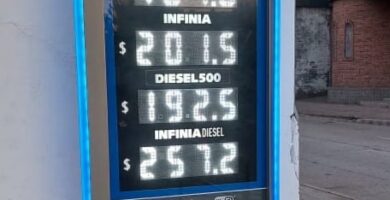 INFINIA
$ 201.5
DIESEL500
$ 192.5
INFINIA DIESEL
$ 257.2